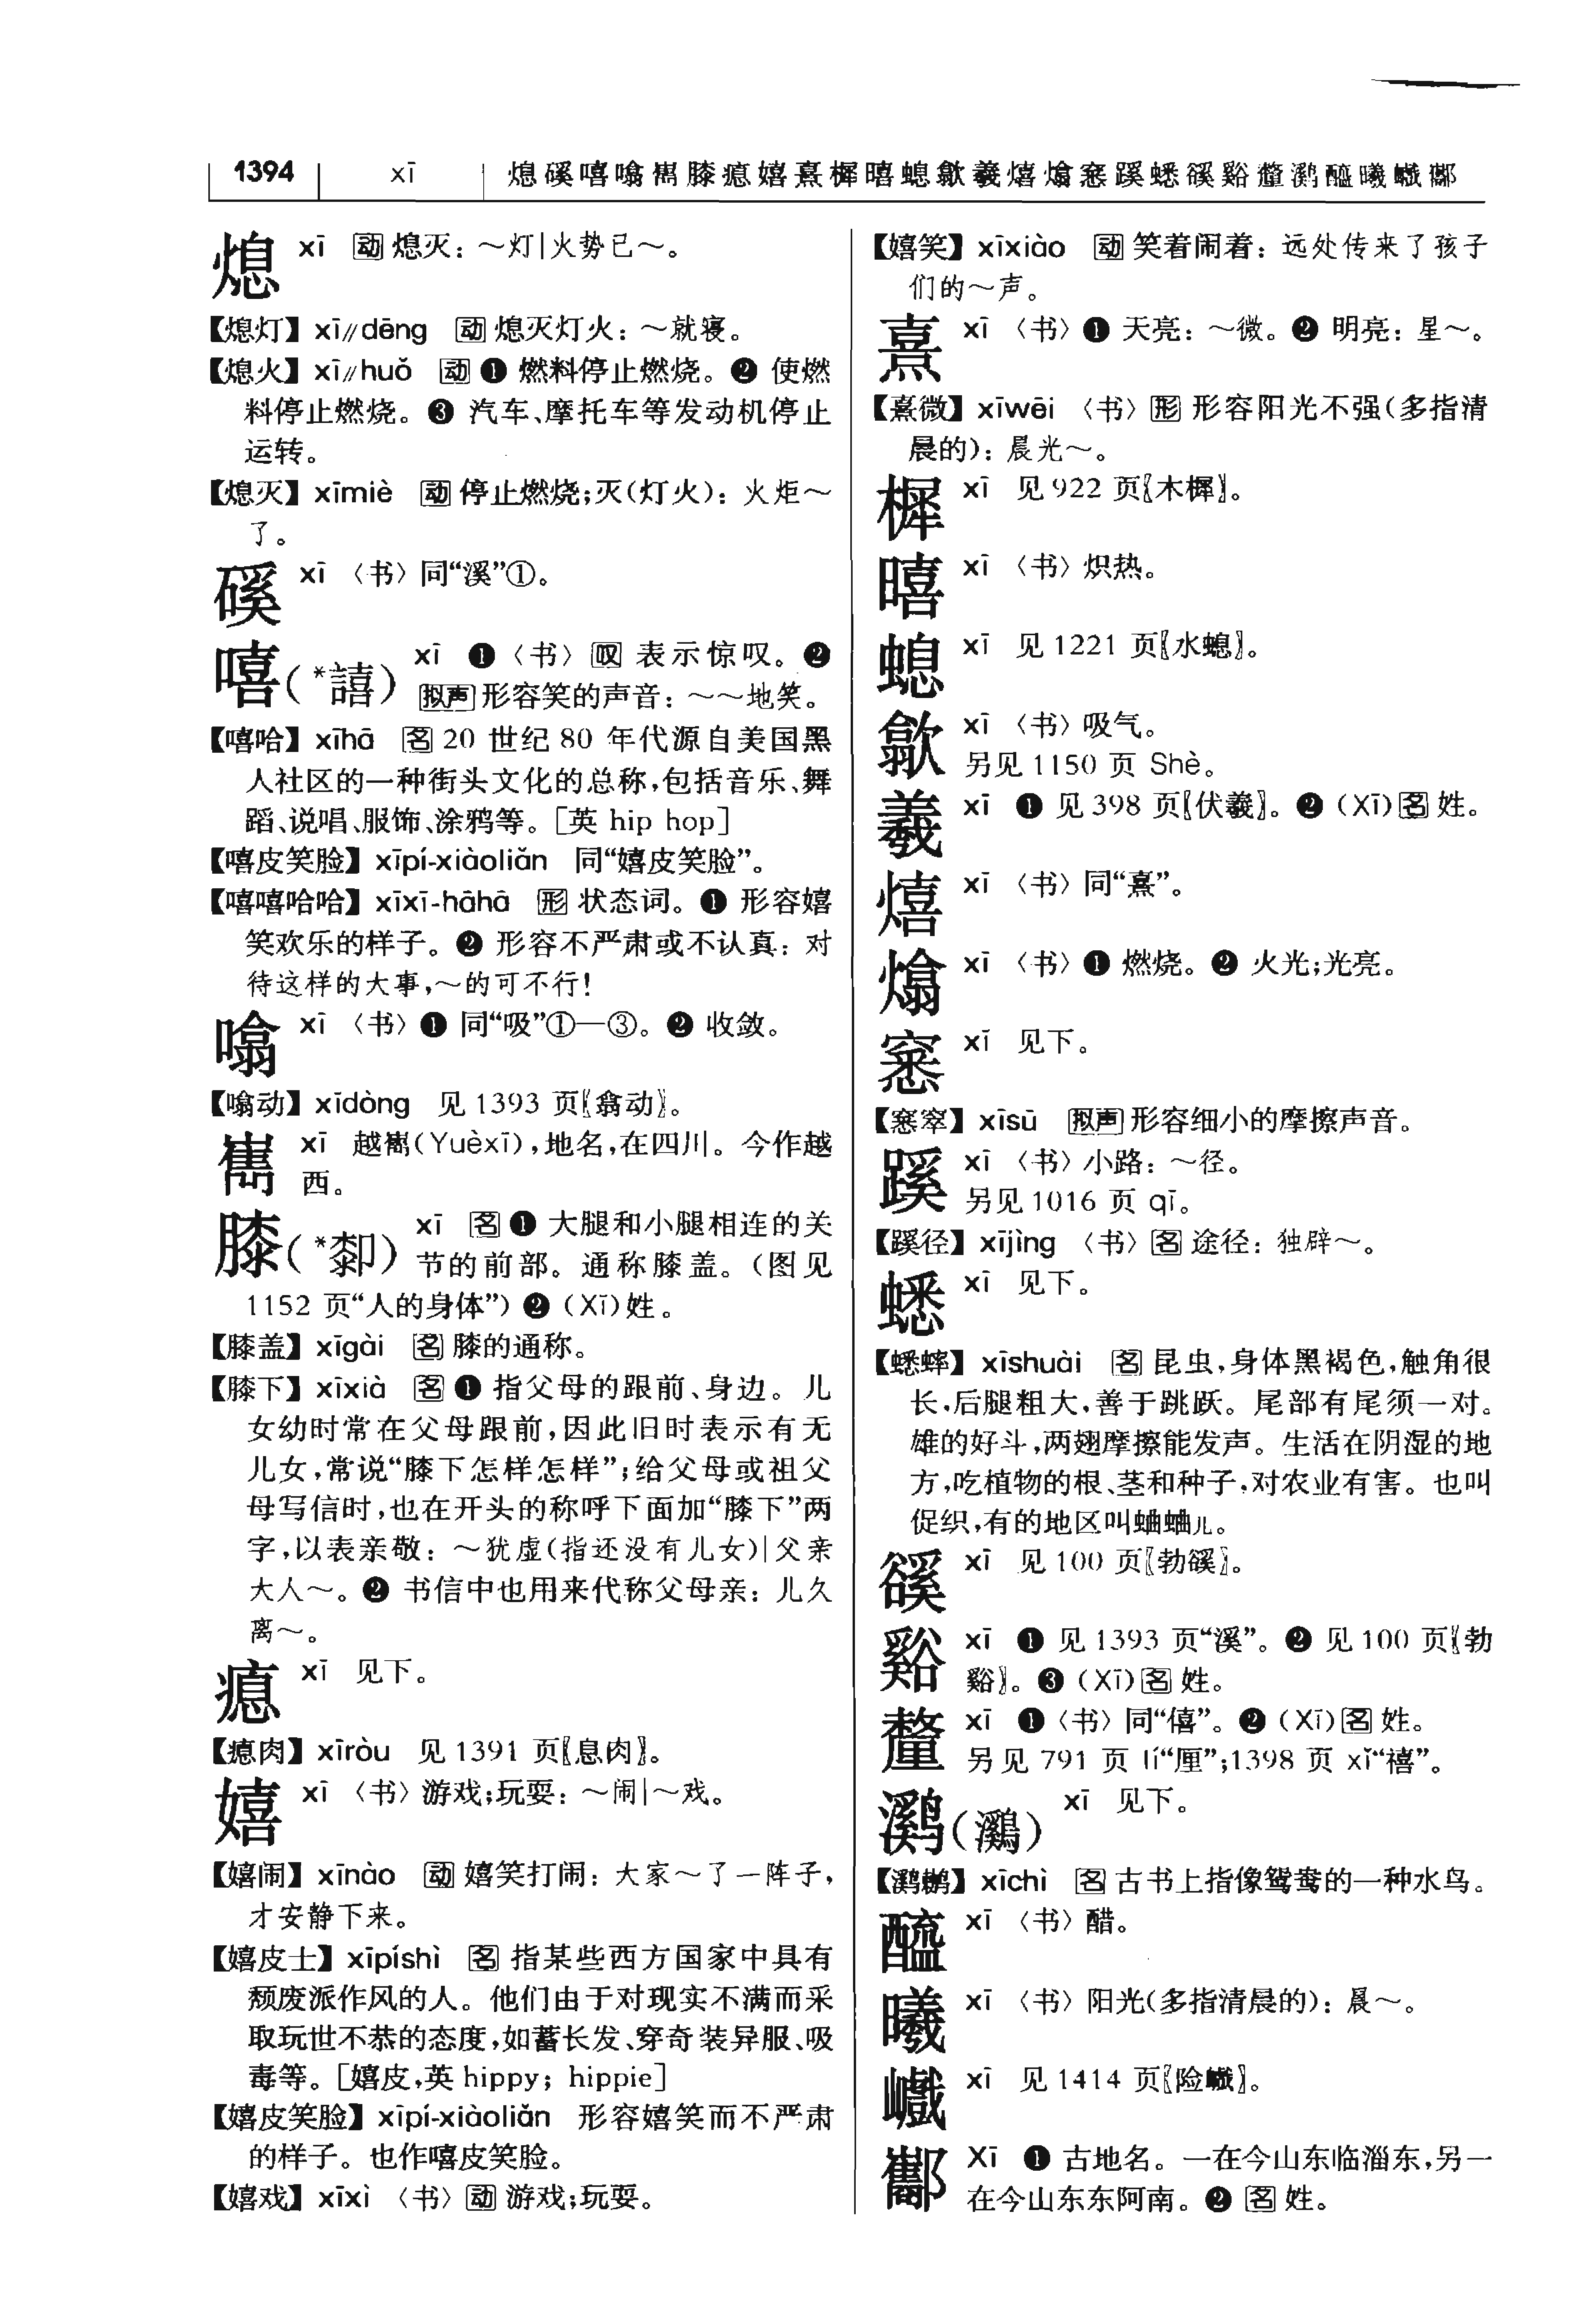 1394 xī 熄磎嘻噏嶲膝瘜嬉熹樨暿螅歙羲熺熻窸蹊蟋谿豀釐鸂醯曦巇酅
熄 xī 动 熄灭：～灯|火势已～。
【熄灯】xī//dēng 动 熄灭灯火：～就寝。
【熄火】xī//huǒ 动 ❶ 燃料停止燃烧。❷ 使燃
料停止燃烧。❸ 汽车、摩托车等发动机停止
运转。
【熄灭】xīmiè 动 停止燃烧；灭(灯火)：火炬～
了。
磎 xī 〈书〉同“溪”①。
嘻(*譆) xī ❶〈书〉叹 表示惊叹。❷
拟声 形容笑的声音：～～地笑。
【嘻哈】xīhā 名 20 世纪 80 年代源自美国黑
人社区的一种街头文化的总称，包括音乐、舞
蹈、说唱、服饰、涂鸦等。[英 hip hop]
【嘻皮笑脸】xīpí-xiàoliǎn 同“嬉皮笑脸”。
【嘻嘻哈哈】xīxī-hāhā 形 状态词。❶ 形容嬉
笑欢乐的样子。❷ 形容不严肃或不认真：对
待这样的大事，～的可不行！
噏 xī 〈书〉❶ 同“吸”①—③。❷ 收敛。
【噏动】xīdòng 见 1393 页〖翕动〗。
嶲 xī 越嶲(Yuèxī)，地名，在四川。今作越
西。
膝(*厀) xī 名 ❶ 大腿和小腿相连的关
节的前部。通称膝盖。（图见
1152 页“人的身体”）❷ (Xī)姓。
【膝盖】xīgài 名 膝的通称。
【膝下】xīxià 名 ❶ 指父母的跟前、身边。儿
女幼时常在父母跟前，因此旧时表示有无
儿女，常说“膝下怎样怎样”；给父母或祖父
母写信时，也在开头的称呼下面加“膝下”两
字，以表亲敬：～犹虚(指还没有儿女)|父亲
大人～。❷ 书信中也用来代称父母亲：儿久
离～。
瘜 xī 见下。
【瘜肉】xīròu 见 1391 页〖息肉〗。
嬉 xī 〈书〉游戏；玩耍：～闹|～戏。
【嬉闹】xīnào 动 嬉笑打闹：大家～了一阵子，
才安静下来。
【嬉皮士】xīpíshì 名 指某些西方国家中具有
颓废派作风的人。他们由于对现实不满而采
取玩世不恭的态度，如蓄长发、穿奇装异服、吸
毒等。[嬉皮，英 hippy；hippie]
【嬉皮笑脸】xīpí-xiàoliǎn 形容嬉笑而不严肃
的样子。也作嘻皮笑脸。
【嬉戏】xīxì 〈书〉动 游戏；玩耍。
【嬉笑】xīxiào 动 笑着闹着：远处传来了孩子
们的～声。
熹 xī 〈书〉❶ 天亮：～微。❷ 明亮：星～。
【熹微】xīwēi 〈书〉形 形容阳光不强(多指清
晨的)：晨光～。
樨 xī 见 922 页〖木樨〗。
暿 xī 〈书〉炽热。
螅 xī 见 1221 页〖水螅〗。
歙 xī 〈书〉吸气。
另见 1150 页 Shè。
羲 xī ❶ 见 398 页〖伏羲〗。❷ (Xī)名 姓。
熺 xī 〈书〉同“熹”。
熻 xī 〈书〉❶ 燃烧。❷ 火光；光亮。
窸 xī 见下。
【窸窣】xīsū 拟声 形容细小的摩擦声音。
蹊 xī 〈书〉小路：～径。
另见 1016 页 qī。
【蹊径】xījìng 〈书〉名 途径：独辟～。
蟋 xī 见下。
【蟋蟀】xīshuài 名 昆虫，身体黑褐色，触角很
长，后腿粗大，善于跳跃。尾部有尾须一对。
雄的好斗，两翅摩擦能发声。生活在阴湿的地
方，吃植物的根、茎和种子，对农业有害。也叫
促织，有的地区叫蛐蛐儿。
谿 xī 见 100 页〖勃谿〗。
豀 xī ❶ 见 1393 页“溪”。❷ 见 100 页〖勃
豀〗。❸ (Xī)名 姓。
釐 xī ❶〈书〉同“僖”。❷ (Xī)名 姓。
另见 791 页 lí“厘”；1398 页 xǐ“禧”。
㶉(鸂) xī 见下。
【㶉鶒】xīchì 名 古书上指像鸳鸯的一种水鸟。
醯 xī 〈书〉醋。
曦 xī 〈书〉阳光(多指清晨的)：晨～。
巇 xī 见 1414 页〖险巇〗。
酅 Xī ❶ 古地名。一在今山东临淄东，另一
在今山东东阿南。❷ 名 姓。